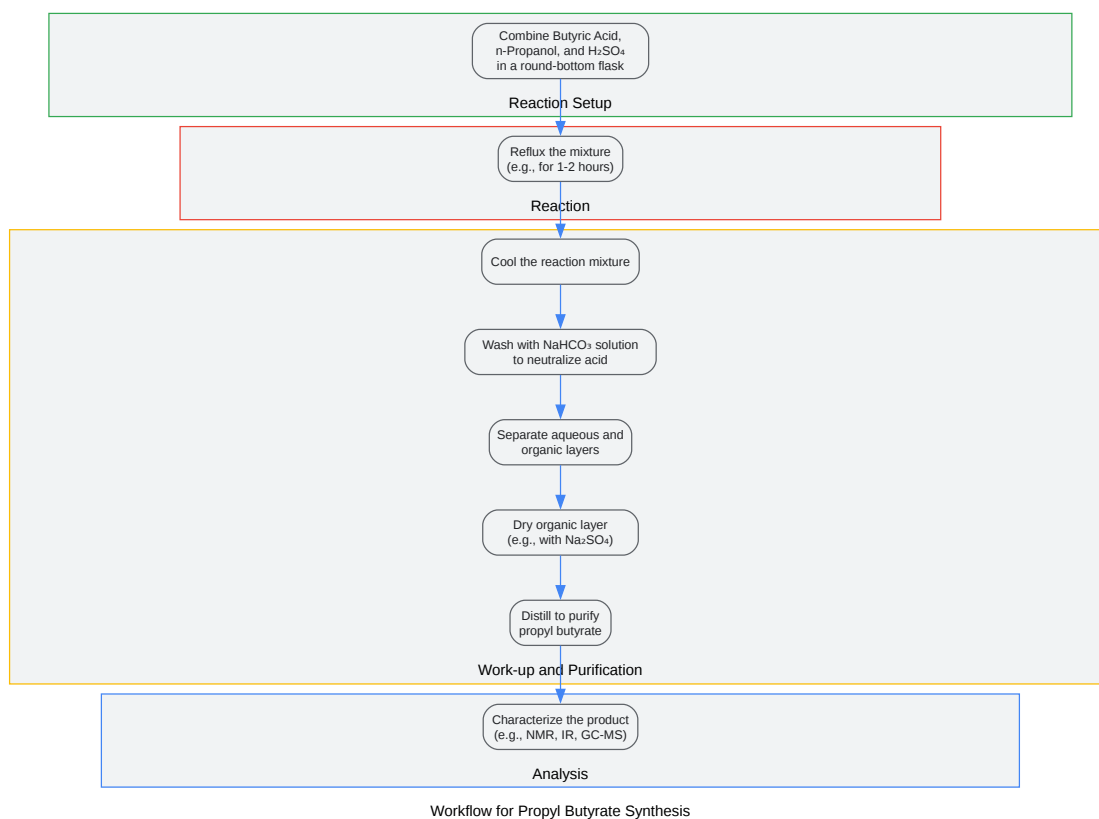 Combine Butyric Acid,
n-Propanol, and H₂SO₄
in a round-bottom flask
Reaction Setup
Reflux the mixture
(e.g., for 1-2 hours)
Reaction
Cool the reaction mixture
Wash with NaHCO₃ solution
to neutralize acid
Separate aqueous and
organic layers
Dry organic layer
(e.g., with Na₂SO₄)
Distill to purify
propyl butyrate
Work-up and Purification
Characterize the product
(e.g., NMR, IR, GC-MS)
Analysis
Workflow for Propyl Butyrate Synthesis